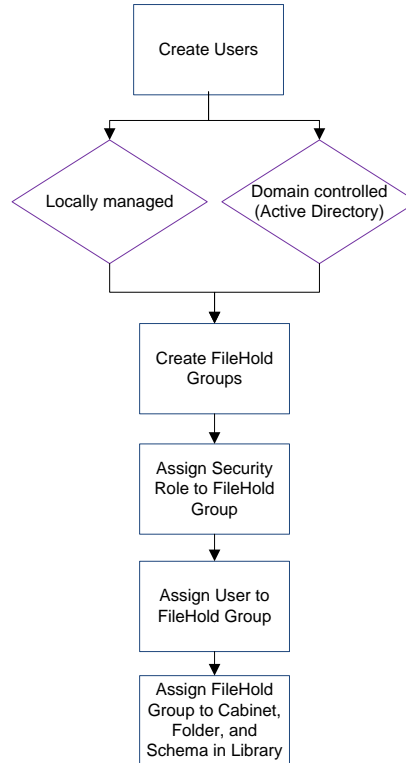 Create Users
Locally managed
Domain controlled
(Active Directory)
Create FileHold
Groups
Assign Security
Role to FileHold
Group
Assign User to
FileHold Group
Assign FileHold
Group to Cabinet,
Folder, and
Schema in Library